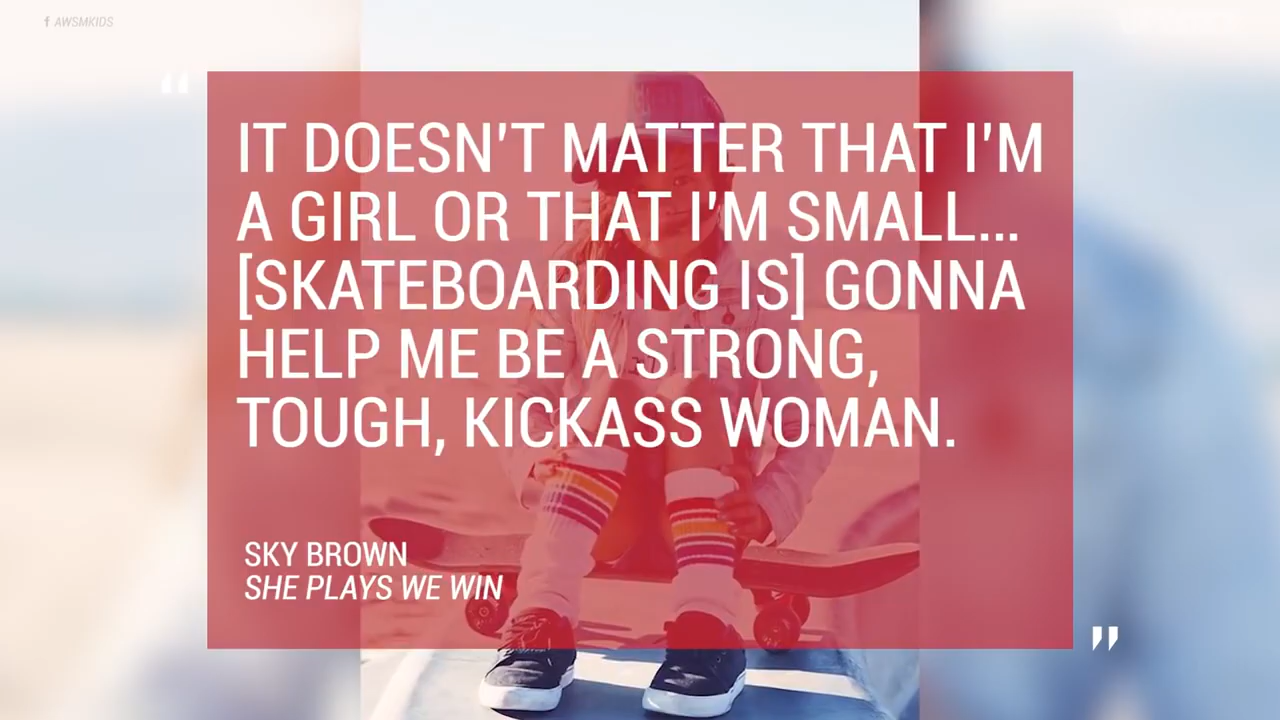 f AWSMKIDS
“
IT DOESN'T MATTER THAT I'M
A GIRL OR THAT I'M SMALL...
[SKATEBOARDING IS] GONNA
HELP ME BE A STRONG,
TOUGH, KICKASS WOMAN.
SKY BROWN
SHE PLAYS WE WIN
”